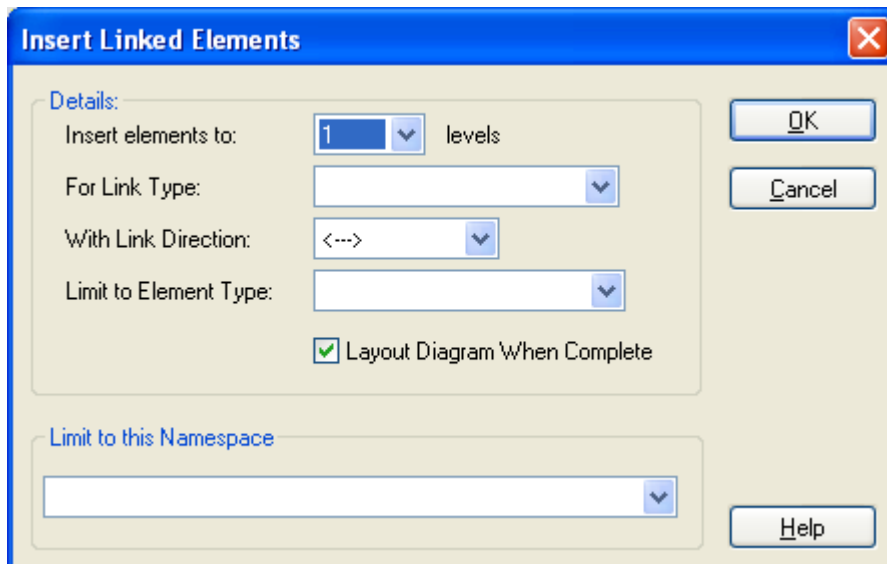 Insert Linked Elements
Details:
Insert elements to: 1 levels
OK
For Link Type:
Cancel
With Link Direction: <--->
Limit to Element Type:
Layout Diagram When Complete
Limit to this Namespace
Help